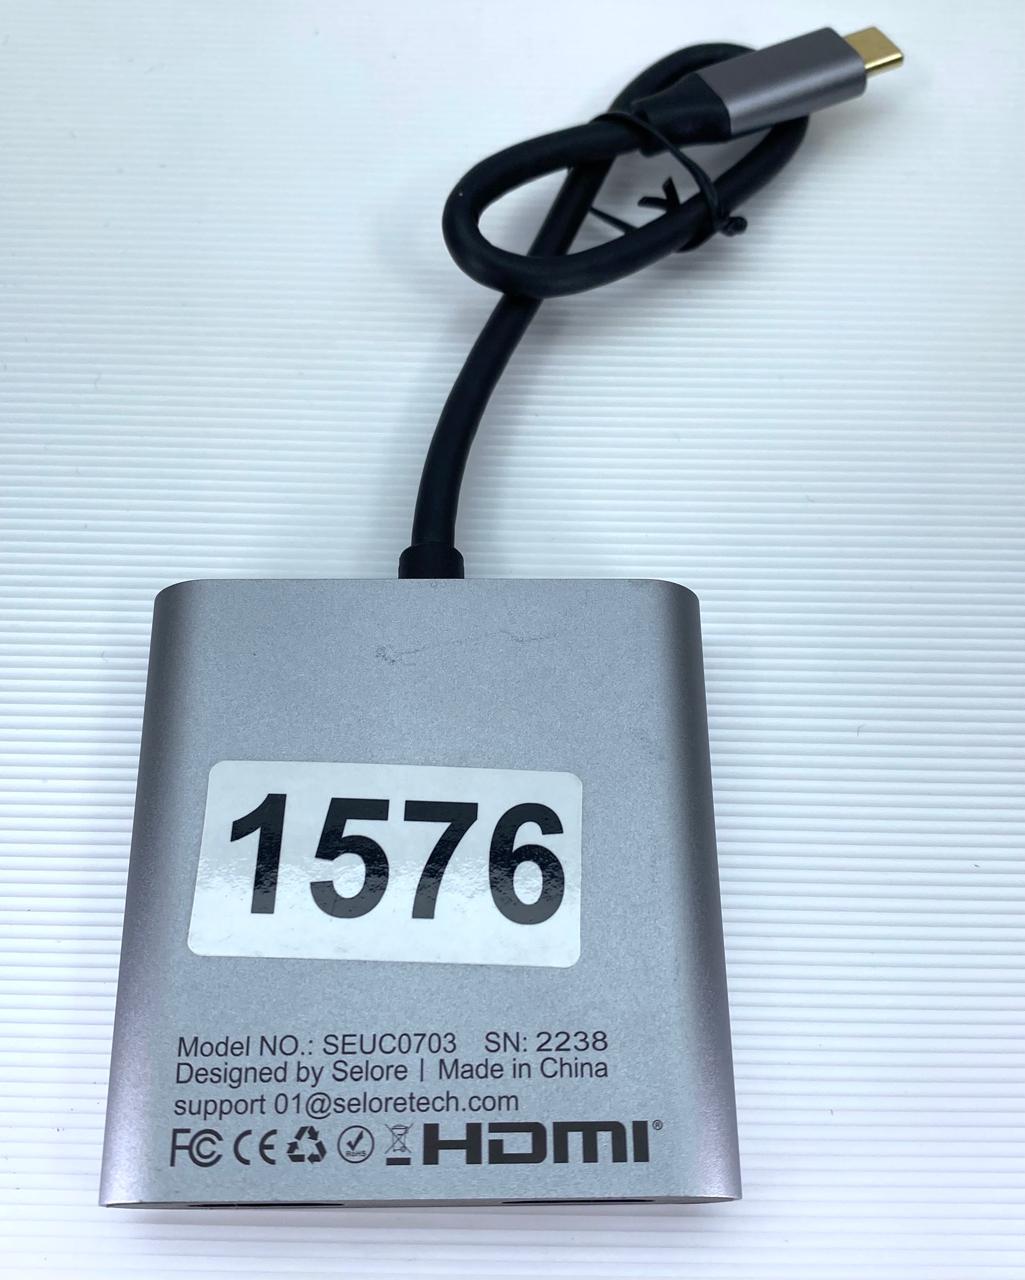 1576
Model NO.: SEUC0703 SN: 2238
Designed by Selore | Made in China
support 01@seloretech.com
FC CE RoHS HDMI®